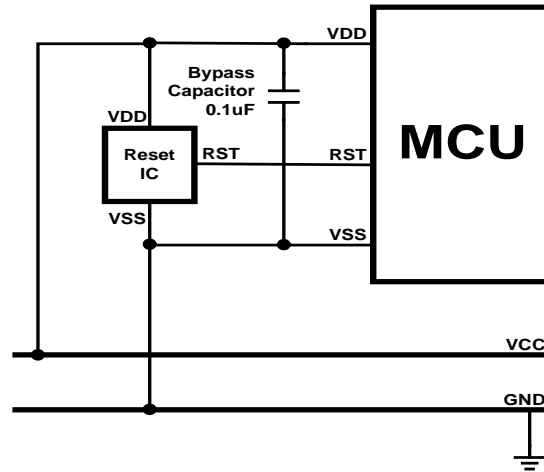 VDD
Bypass
Capacitor
0.1uF
VDD
Reset
IC
RST
RST
MCU
VSS
VSS
VCC
GND